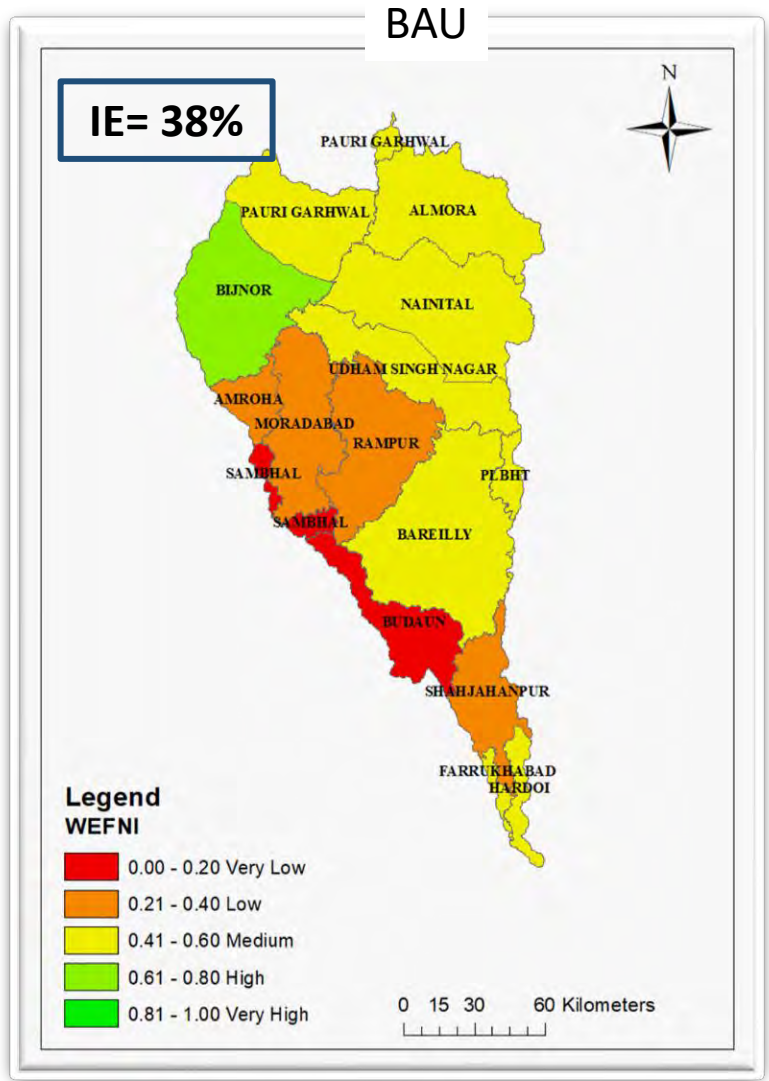 BAU
IE= 38%
N
PAURI GARHWAL
PAURI GARHWAL
ALMORA
BIJNOR
NAINITAL
UDHAM SINGH NAGAR
AMROHA
MORADABAD
RAMPUR
SAMBHAL
PLBHT
SAMBHAL
BAREILLY
BUDAUN
SHAHJAHANPUR
FARRUKHABAD
HARDOI
Legend
WEFNI
0.00 - 0.20 Very Low
0.21 - 0.40 Low
0.41 - 0.60 Medium
0.61 - 0.80 High
0.81 - 1.00 Very High
0 15 30 60 Kilometers